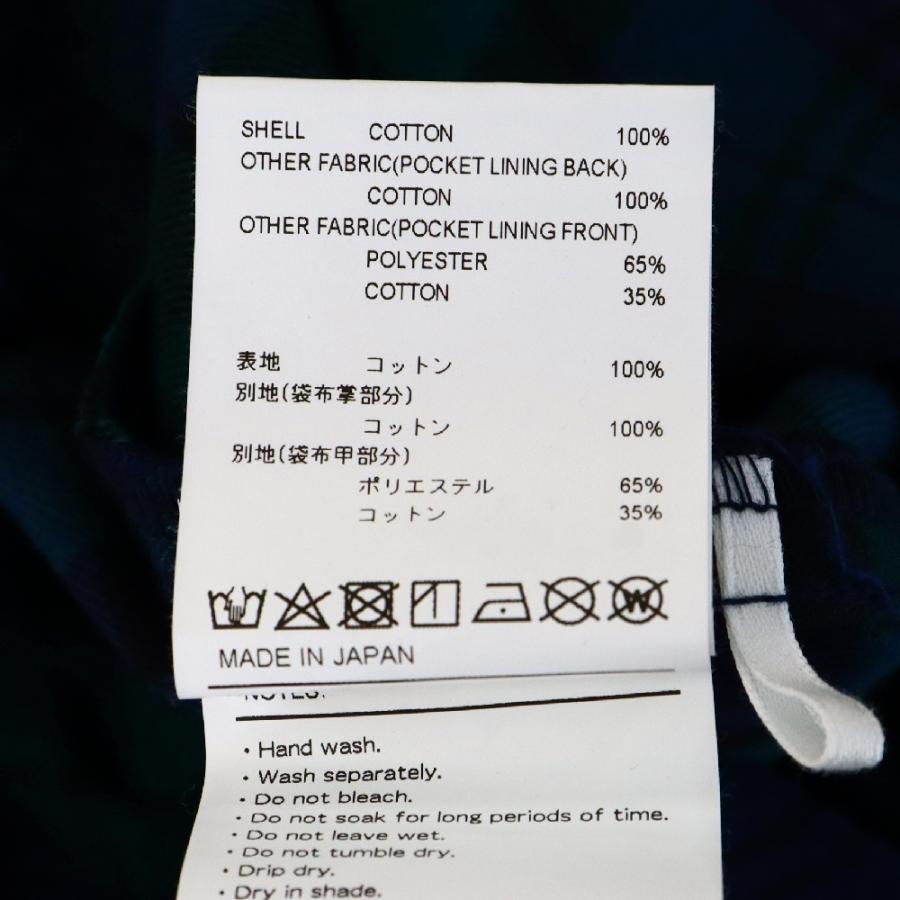 SHELL COTTON 100%
OTHER FABRIC(POCKET LINING BACK)
COTTON 100%
OTHER FABRIC(POCKET LINING FRONT)
POLYESTER 65%
COTTON 35%
表地 コットン 100%
別地(袋布掌部分)
コットン 100%
別地(袋布甲部分)
ポリエステル 65%
コットン 35%
W
MADE IN JAPAN
NOTES:
・Hand wash.
・Wash separately.
・Do not bleach.
・Do not soak for long periods of time.
・Do not leave wet.
・Do not tumble dry.
・Drip dry.
・Dry in shade.